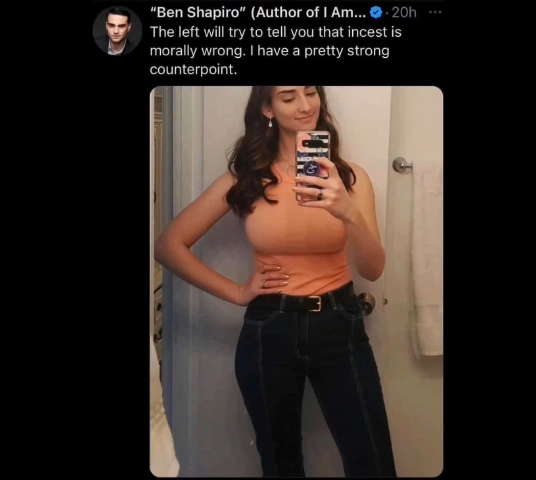 "Ben Shapiro" (Author of I Am... · 20h
The left will try to tell you that incest is
morally wrong. I have a pretty strong
counterpoint.